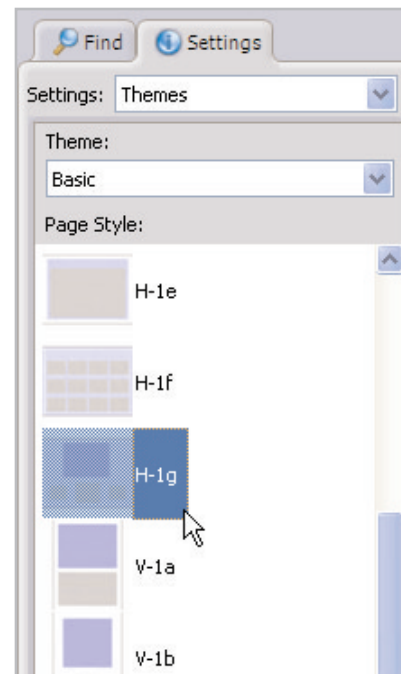 Find Settings
Settings: Themes
Theme:
Basic
Page Style:
H-1e
H-1f
H-1g
V-1a
V-1b